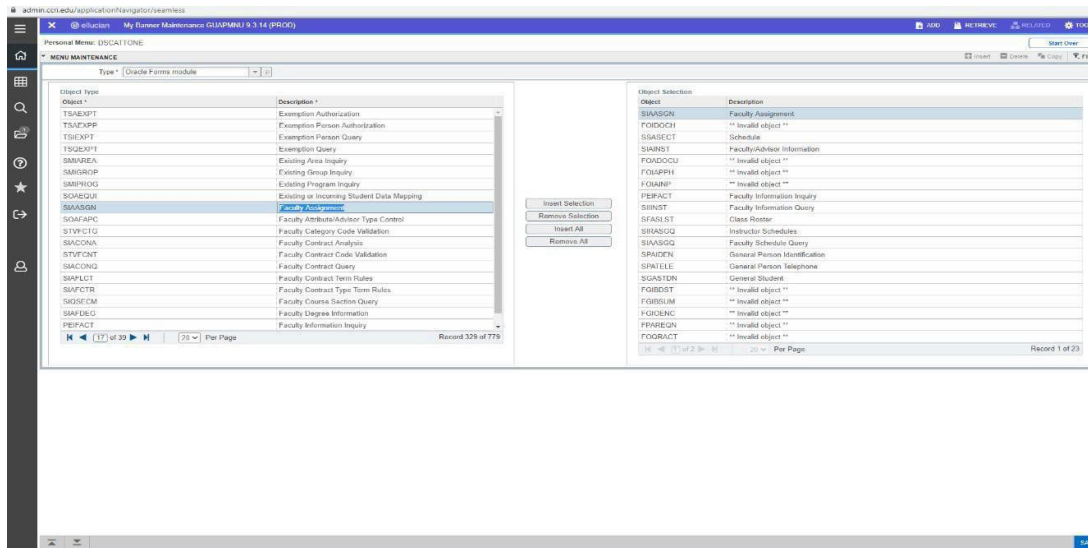 admin.ccri.edu/applicationNavigator/seamless
ellucian My Banner Maintenance GUAPMNU 9.3.14 (PROD) ADD RETRIEVE RELATED TOO
Personal Menu: DSCATTONE Start Over
MENU MAINTENANCE Insert Delete Copy
Type * Oracle Forms module
Object Type Object Selection
Object * Description * Object Description
TSAEXPT Exemption Authorization SIAASGN Faculty Assignment
TSAEXPP Exemption Person Authorization FOIDOCH ** Invalid object **
TSIEXPT Exemption Person Query SSASECT Schedule
TSQEXPT Exemption Query SIAINST Faculty/Advisor Information
SMIAREA Existing Area Inquiry FOADOCU ** Invalid object **
SMIGROP Existing Group Inquiry FOIAPPH ** Invalid object **
SMIPROG Existing Program Inquiry FOIAINP ** Invalid object **
SOAEQUI Existing or Incoming Student Data Mapping PEIFACT Faculty Information Inquiry
SIAASGN Faculty Assignment Insert Selection SIIINST Faculty Information Query
SOAFAPC Faculty Attribute/Advisor Type Control Remove Selection SFASLST Class Roster
STVFCTG Faculty Category Code Validation Insert All SIRASGQ Instructor Schedules
SIACONA Faculty Contract Analysis Remove All SIAASGQ Faculty Schedule Query
STVFCNT Faculty Contract Code Validation SPAIDEN General Person Identification
SIACONQ Faculty Contract Query SPATELE General Person Telephone
SIAFLCT Faculty Contract Term Rules SGASTDN General Student
SIAFCTR Faculty Contract Type Term Rules FGIBDST ** Invalid object **
SIQSECM Faculty Course Section Query FGIBSUM ** Invalid object **
SIAFDEG Faculty Degree Information FGIOENC ** Invalid object **
PEIFACT Faculty Information Inquiry FPAREQN ** Invalid object **
17 of 39 20 Per Page Record 329 of 779 FOQRACT ** Invalid object **
1 of 2 20 Per Page Record 1 of 23
SA